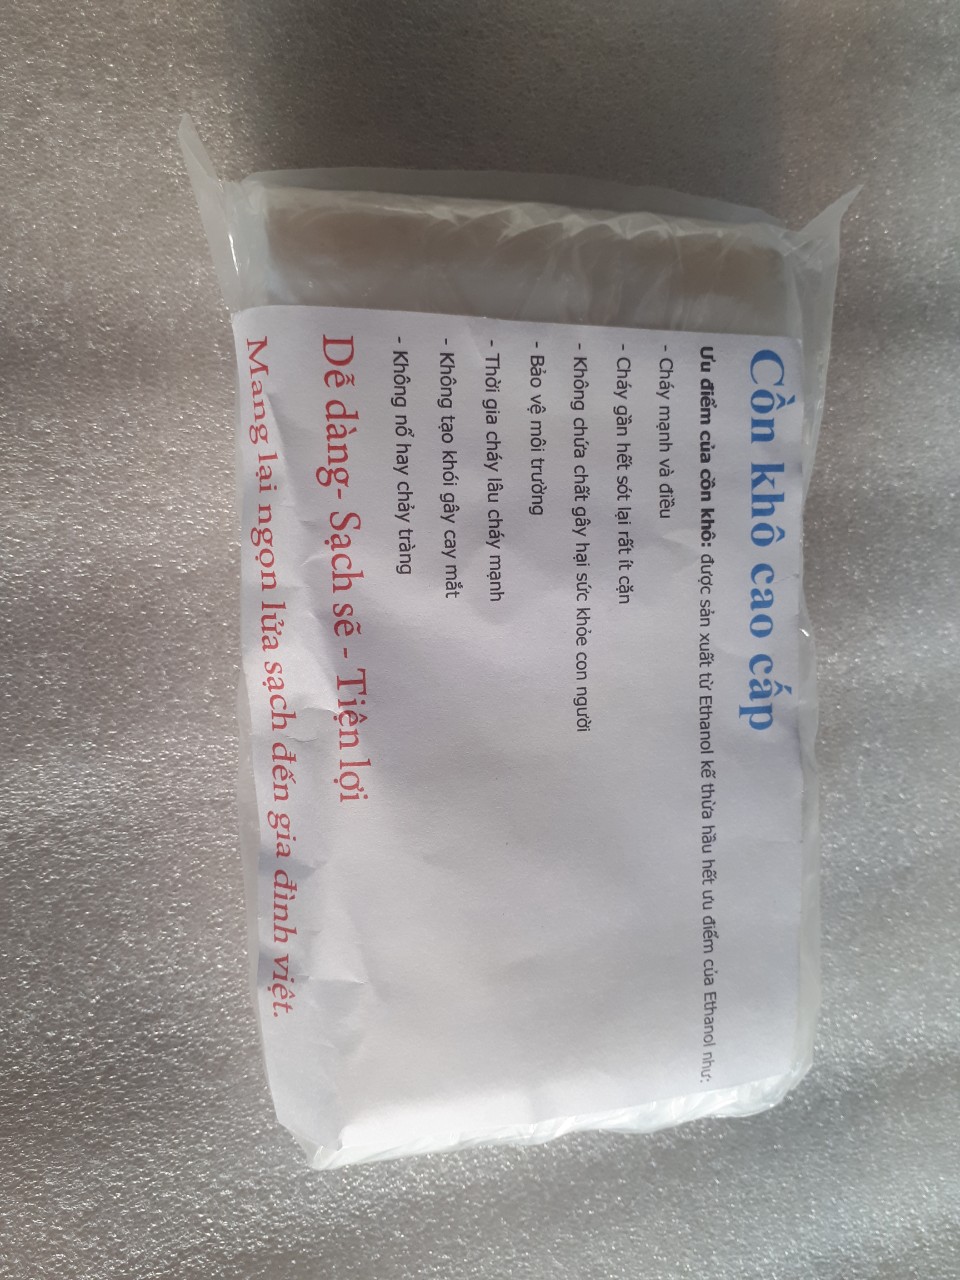 Cồn khô cao cấp
Ưu điểm của cồn khô: được sản xuất từ Ethanol kế thừa hầu hết ưu điểm của Ethanol như:
- Cháy mạnh và điều
- Cháy gần hết sót lại rất ít cặn
- Không chứa chất gây hại sức khỏe con người
- Bảo vệ môi trường
- Thời gia cháy lâu cháy mạnh
- Không tạo khói gây cay mắt
- Không nổ hay chảy tràng
Dễ dàng- Sạch sẽ - Tiện lợi
Mang lại ngọn lửa sạch đến gia đình việt.